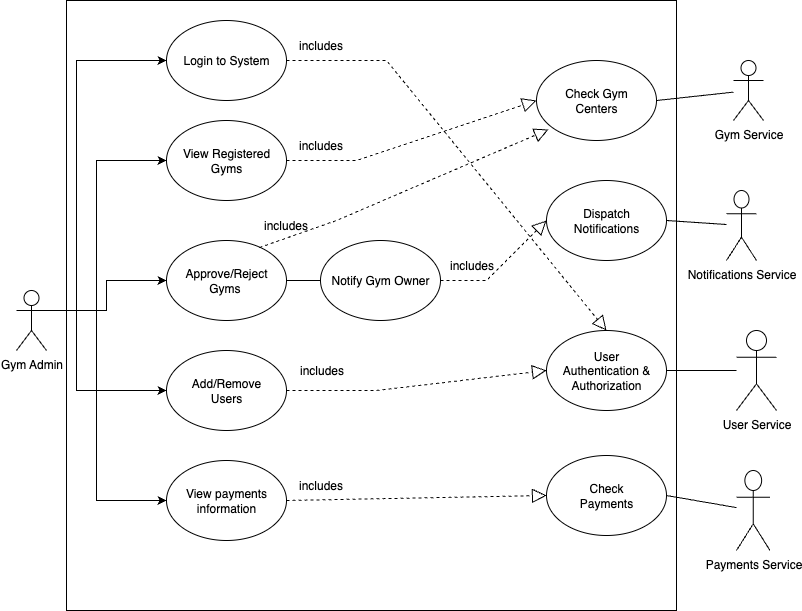 Login to System
includes
Check Gym
Centers
Gym Service
View Registered
Gyms
includes
includes
Dispatch
Notifications
Notifications Service
Approve/Reject
Gyms
Notify Gym Owner
includes
Gym Admin
Add/Remove
Users
includes
User
Authentication &
Authorization
User Service
View payments
information
includes
Check
Payments
Payments Service